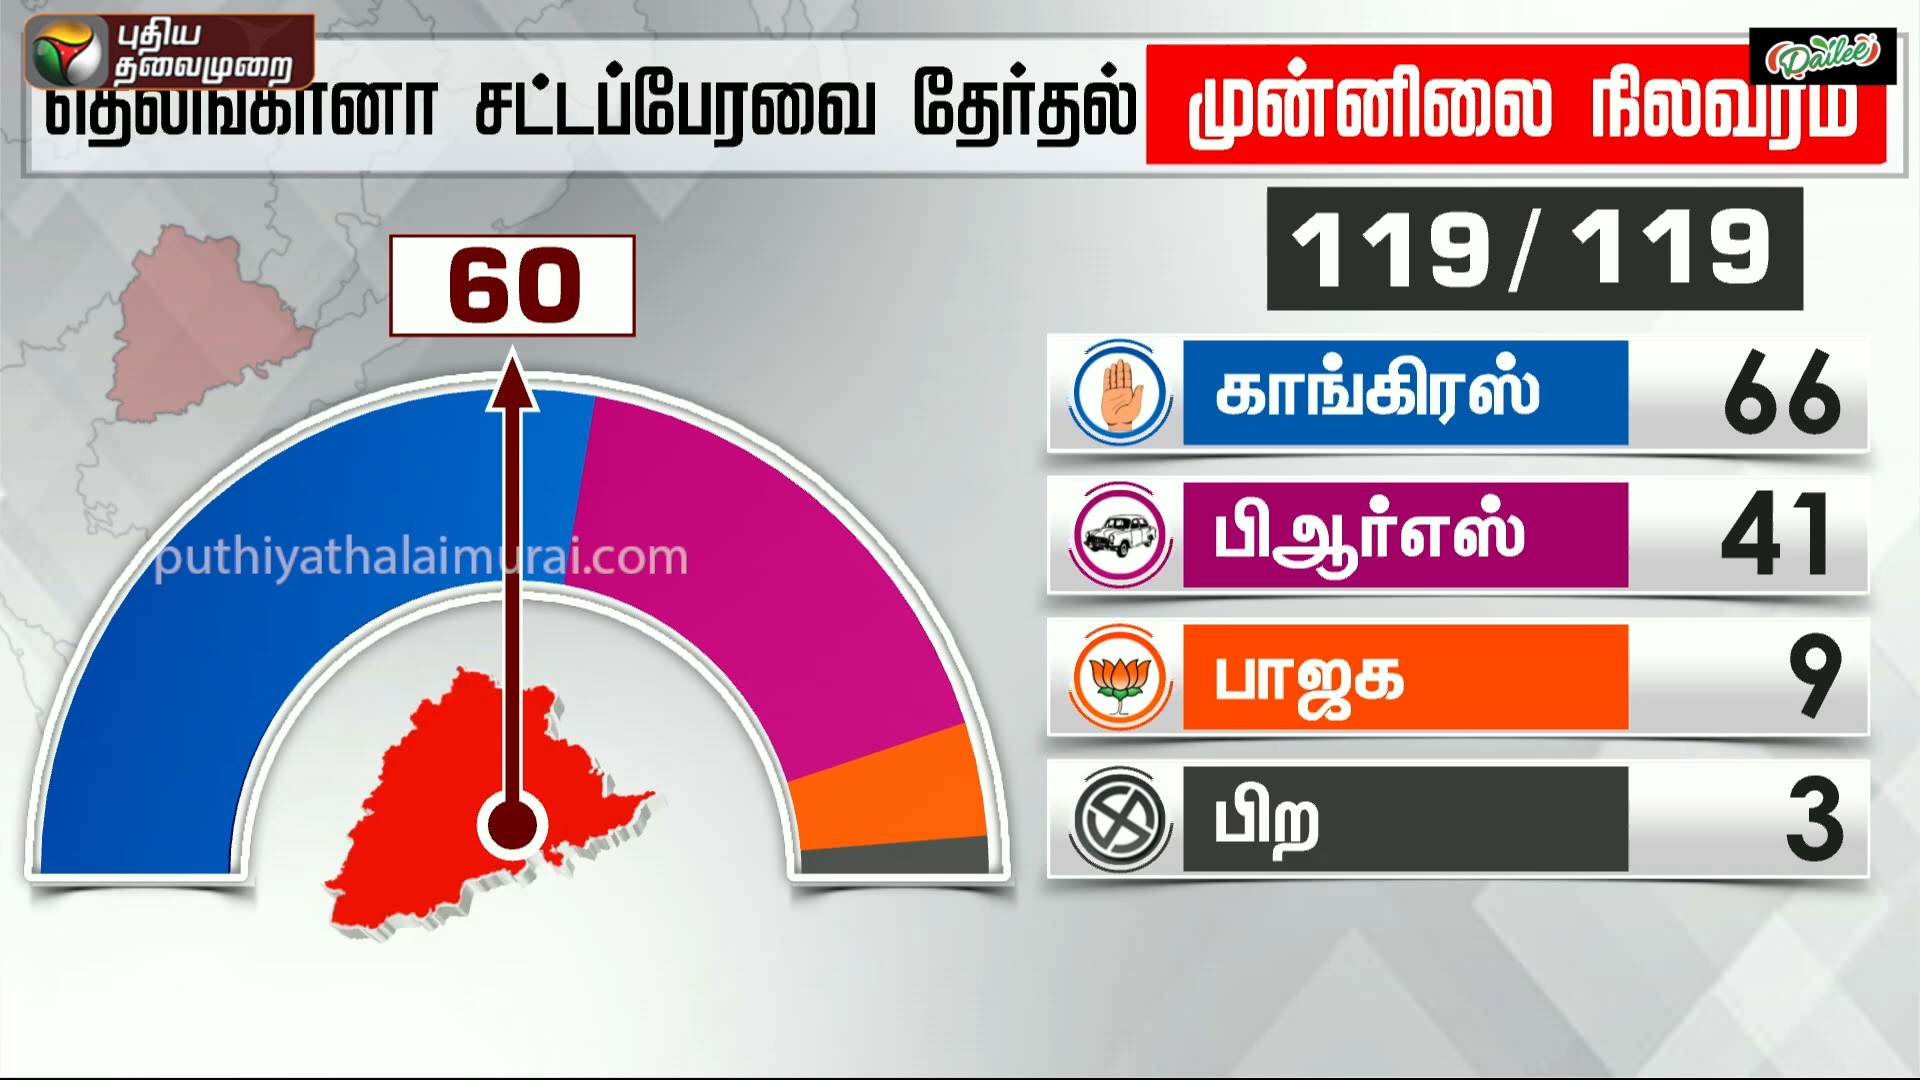 புதிய
தலைமுறை
Dailee
தெலங்கானா சட்டப்பேரவை தேர்தல் முன்னிலை நிலவரம்
119/119
60
காங்கிரஸ் 66
பிஆர்எஸ் 41
puthiyathalaimurai.com
பாஜக 9
பிற 3